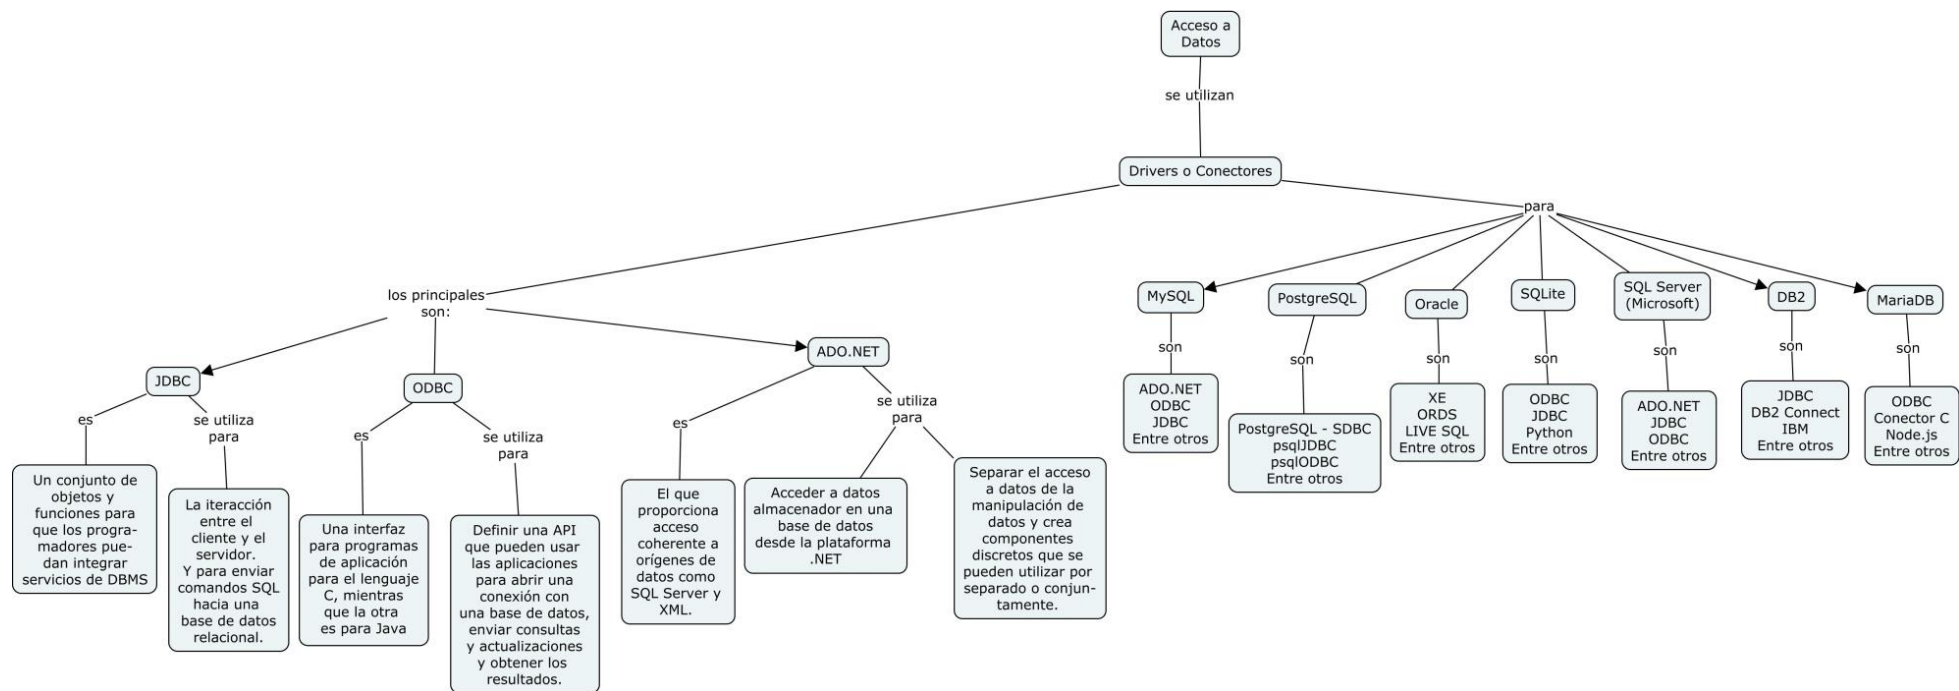 Acceso a
Datos
se utilizan
Drivers o Conectores
los principales
son:
JDBC
es
Un conjunto de
objetos y
funciones para
que los progra-
madores pue-
dan integrar
servicios de DBMS
se utiliza
para
La iteracción
entre el
cliente y el
servidor.
Y para enviar
comandos SQL
hacia una
base de datos
relacional.
ODBC
es
Una interfaz
para programas
de aplicación
para el lenguaje
C, mientras
que la otra
es para Java
se utiliza
para
Definir una API
que pueden usar
las aplicaciones
para abrir una
conexión con
una base de datos,
enviar consultas
y actualizaciones
y obtener los
resultados.
ADO.NET
es
El que
proporciona
acceso
coherente a
orígenes de
datos como
SQL Server y
XML.
se utiliza
para
Acceder a datos
almacenador en una
base de datos
desde la plataforma
.NET
Separar el acceso
a datos de la
manipulación de
datos y crea
componentes
discretos que se
pueden utilizar por
separado o conjun-
tamente.
para
MySQL
son
ADO.NET
ODBC
JDBC
Entre otros
PostgreSQL
son
PostgreSQL - SDBC
psqlJDBC
psqlODBC
Entre otros
Oracle
son
XE
ORDS
LIVE SQL
Entre otros
SQLite
son
ODBC
JDBC
Python
Entre otros
SQL Server
(Microsoft)
son
ADO.NET
JDBC
ODBC
Entre otros
DB2
son
JDBC
DB2 Connect
IBM
Entre otros
MariaDB
son
ODBC
Conector C
Node.js
Entre otros